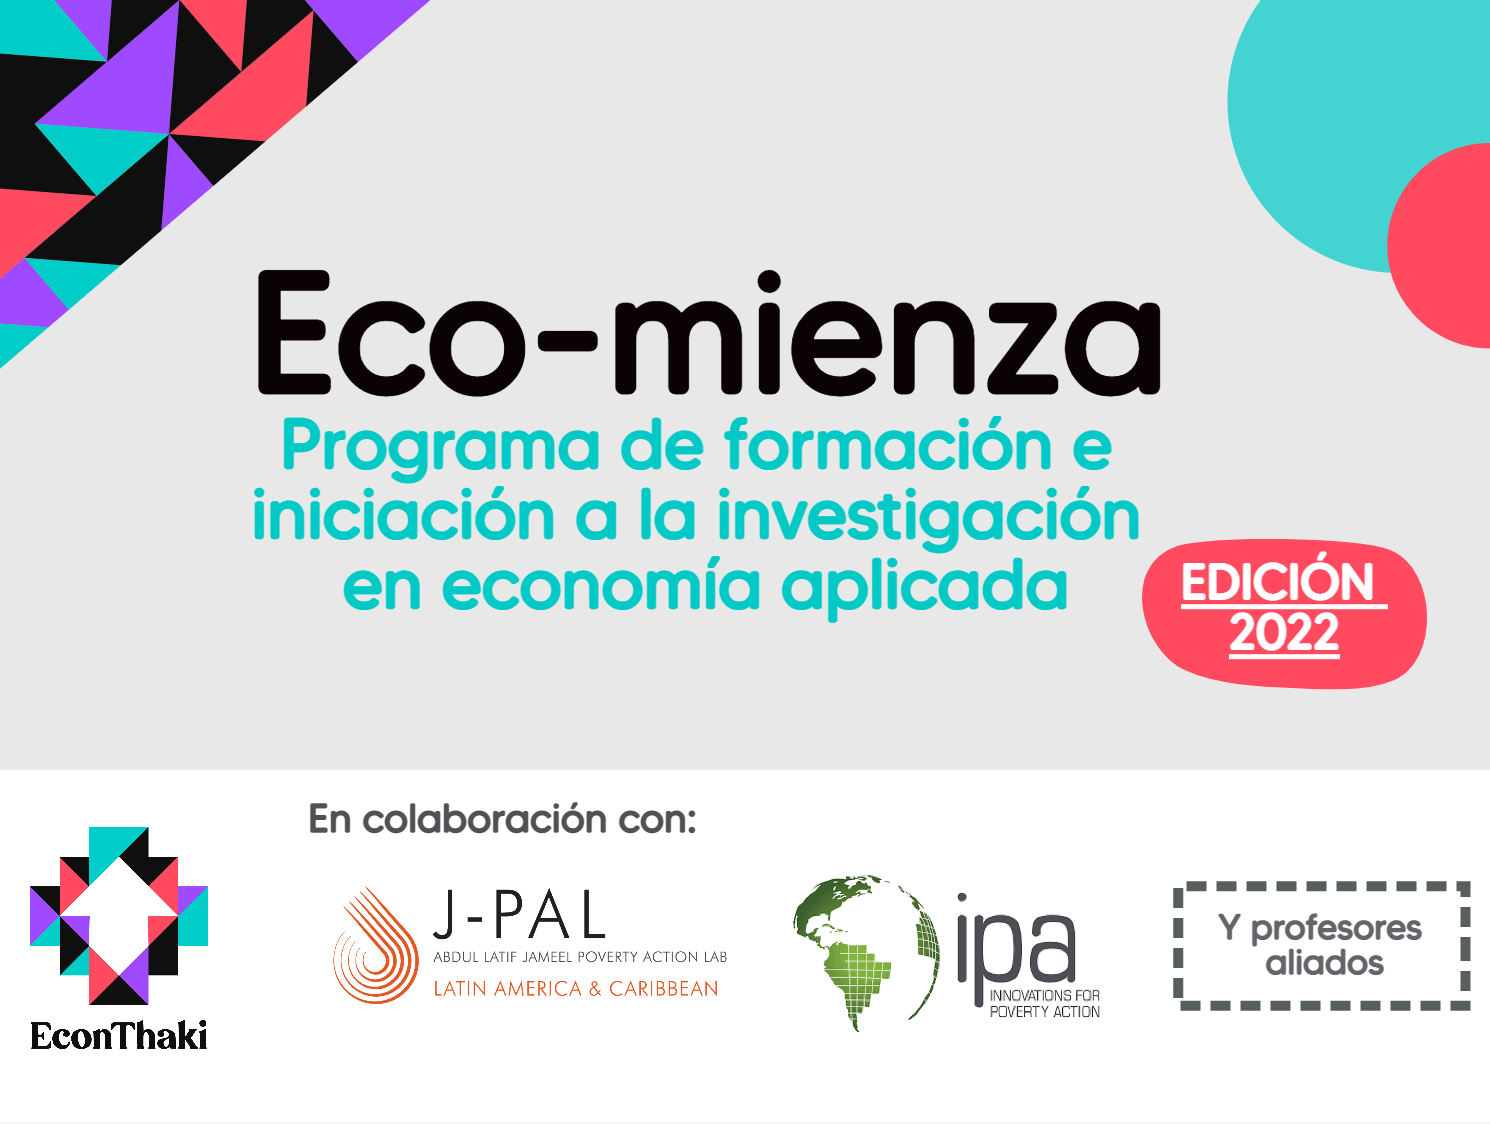 Eco-mienza
Programa de formación e
iniciación a la investigación
en economía aplicada
EDICIÓN
2022
En colaboración con:
EconThaki
J-PAL
ABDUL LATIF JAMEEL POVERTY ACTION LAB
LATIN AMERICA & CARIBBEAN
ipa
INNOVATIONS FOR
POVERTY ACTION
Y profesores
aliados